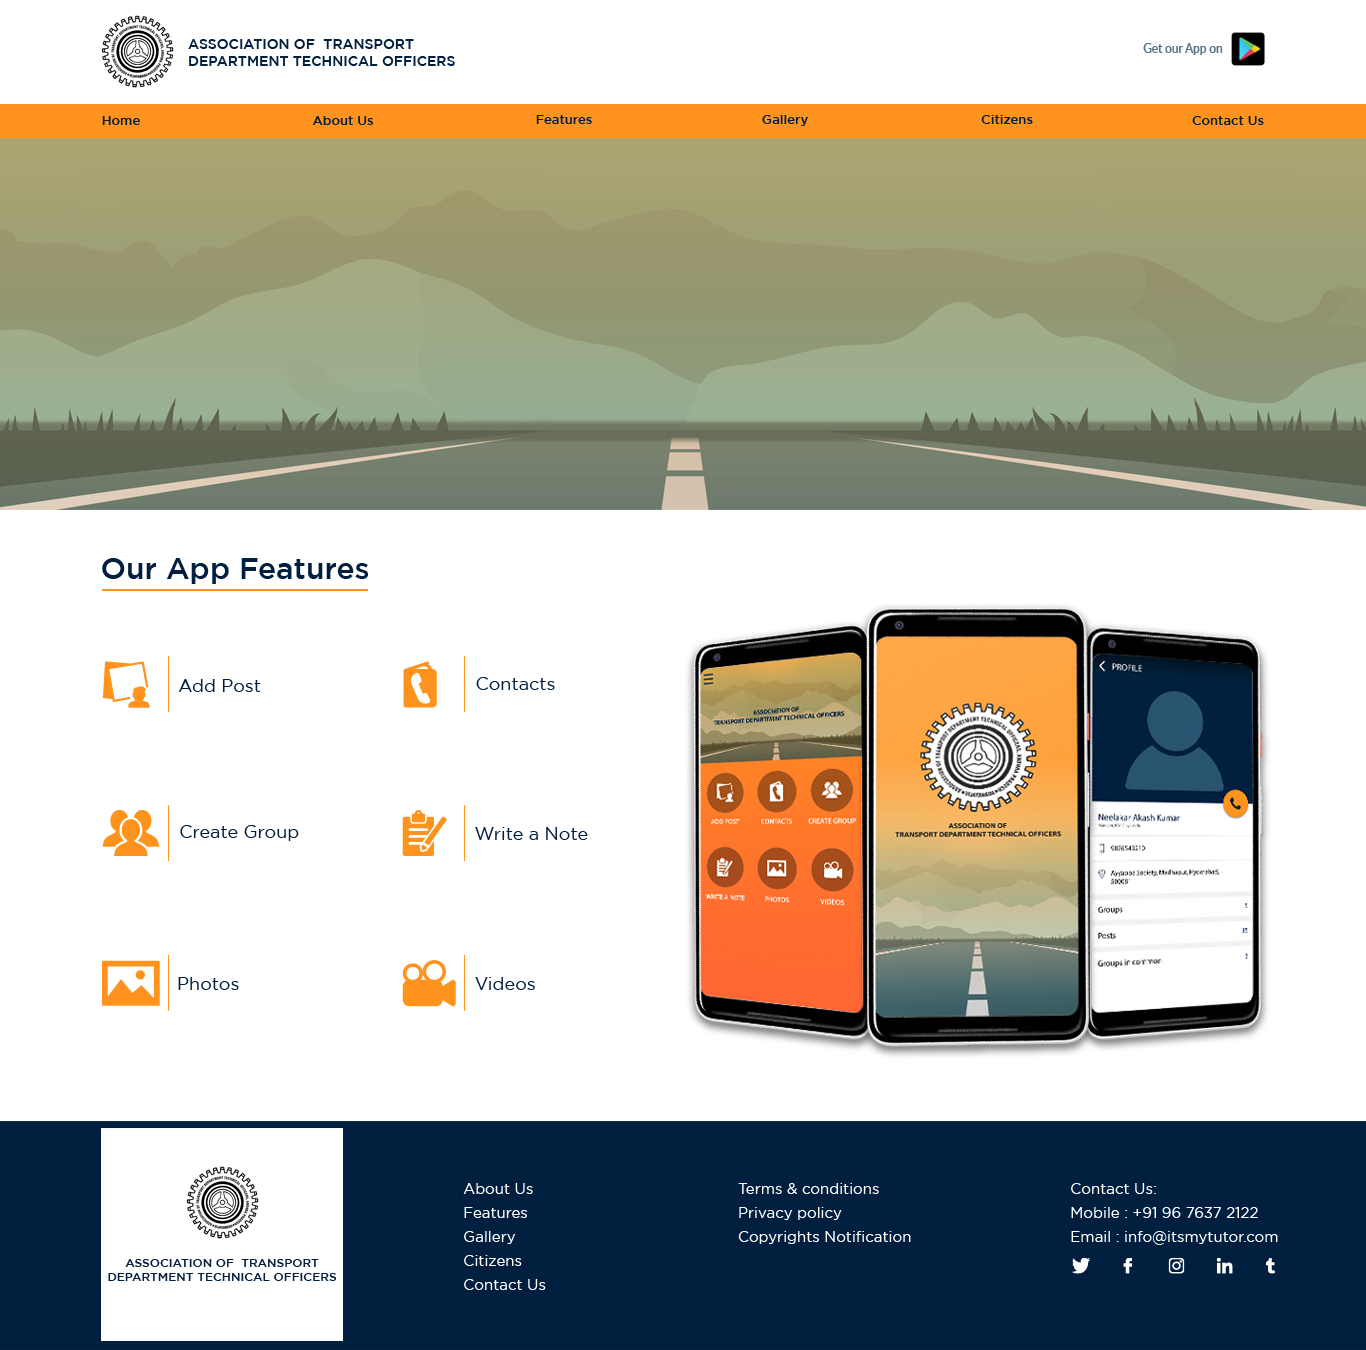 ASSOCIATION OF TRANSPORT
DEPARTMENT TECHNICAL OFFICERS
Get our App on
Home
About Us
Features
Gallery
Citizens
Contact Us
Our App Features
Add Post
Contacts
Create Group
Write a Note
Photos
Videos
ASSOCIATION OF
TRANSPORT DEPARTMENT TECHNICAL OFFICERS
ADD POST
CONTACTS
CREATE GROUP
WRITE A NOTE
PHOTOS
VIDEOS
ASSOCIATION OF
TRANSPORT DEPARTMENT TECHNICAL OFFICERS
PROFILE
Neelakar Akash Kumar
9876543210
Ayyappa Society, Madhapur, Hyderabad,
Groups
Posts
Groups in common
ASSOCIATION OF TRANSPORT
DEPARTMENT TECHNICAL OFFICERS
About Us
Features
Gallery
Citizens
Contact Us
Terms & conditions
Privacy policy
Copyrights Notification
Contact Us:
Mobile : +91 96 7637 2122
Email : info@itsmytutor.com